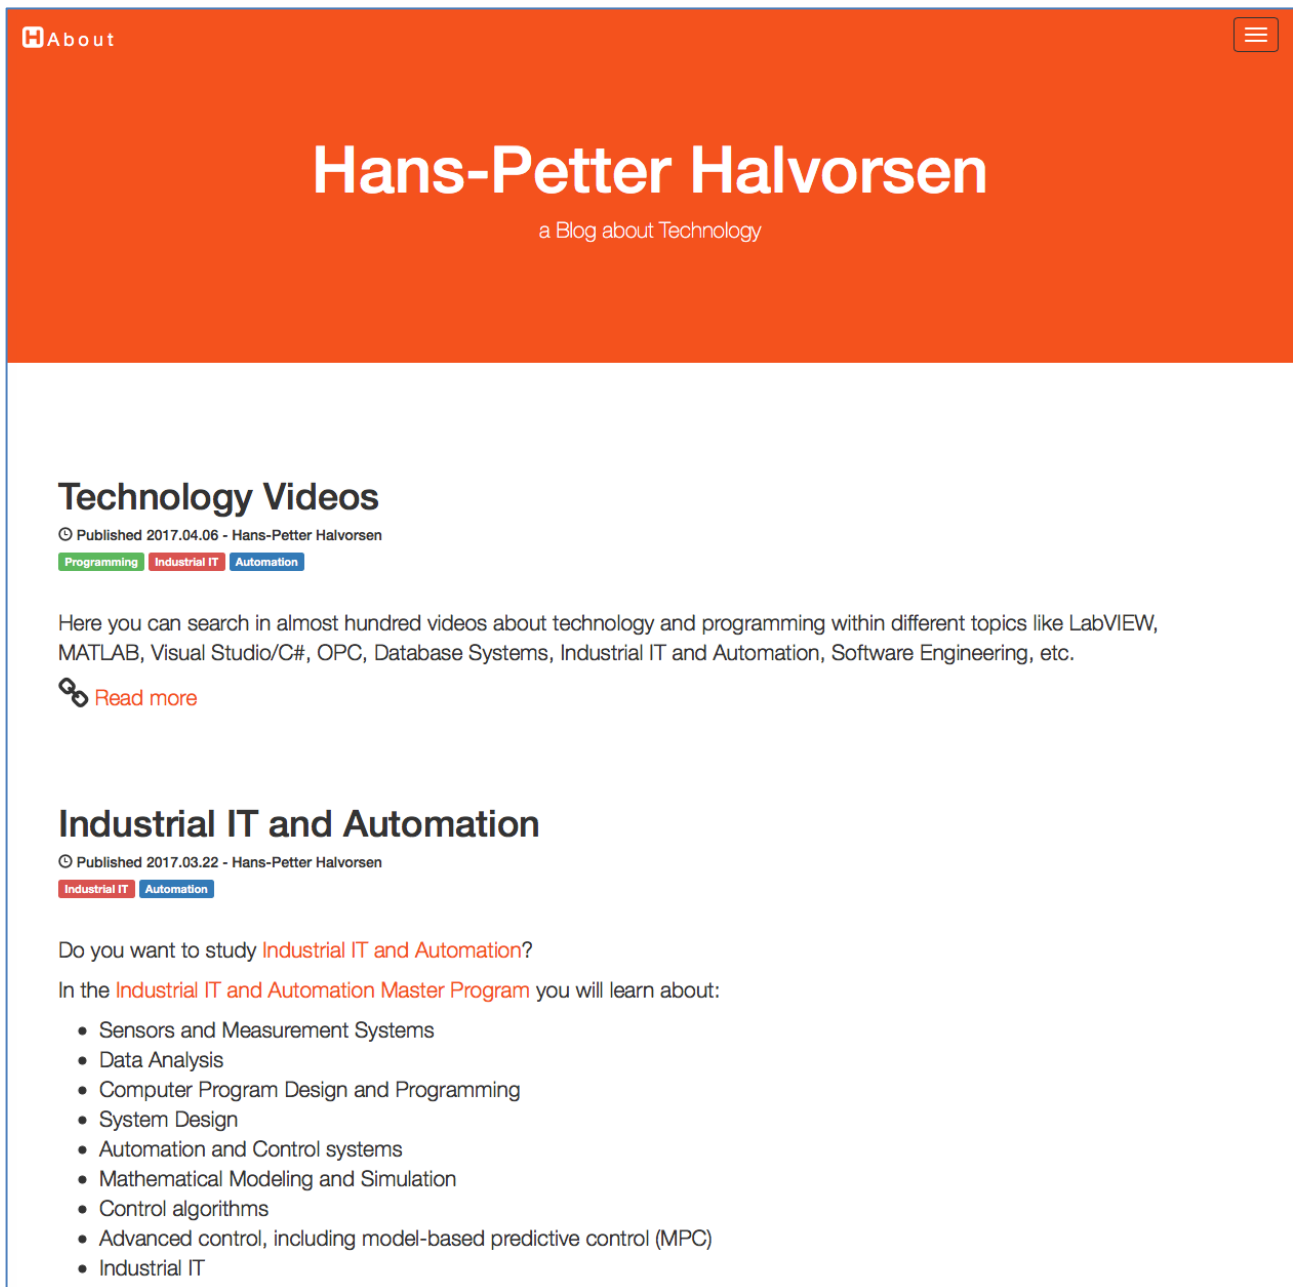 H About
Hans-Petter Halvorsen
a Blog about Technology
Technology Videos
Published 2017.04.06 - Hans-Petter Halvorsen
Programming Industrial IT Automation
Here you can search in almost hundred videos about technology and programming within different topics like LabVIEW,
MATLAB, Visual Studio/C#, OPC, Database Systems, Industrial IT and Automation, Software Engineering, etc.
Read more
Industrial IT and Automation
Published 2017.03.22 - Hans-Petter Halvorsen
Industrial IT Automation
Do you want to study Industrial IT and Automation?
In the Industrial IT and Automation Master Program you will learn about:
• Sensors and Measurement Systems
• Data Analysis
• Computer Program Design and Programming
• System Design
• Automation and Control systems
• Mathematical Modeling and Simulation
• Control algorithms
• Advanced control, including model-based predictive control (MPC)
• Industrial IT